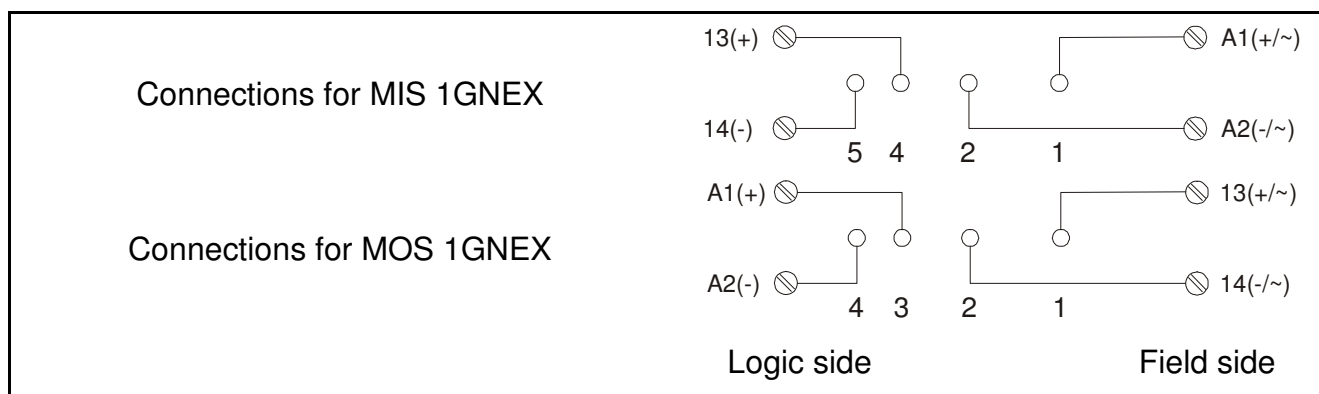 13(+) A1(+/~)
Connections for MIS 1GNEX
14(-) A2(-/~)
5 4 2 1
A1(+) 13(+/~)
Connections for MOS 1GNEX
A2(-) 14(-/~)
4 3 2 1
Logic side Field side